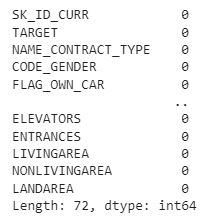 SK_ID_CURR 0
TARGET 0
NAME_CONTRACT_TYPE 0
CODE_GENDER 0
FLAG_OWN_CAR 0
..
ELEVATORS 0
ENTRANCES 0
LIVINGAREA 0
NONLIVINGAREA 0
LANDAREA 0
Length: 72, dtype: int64